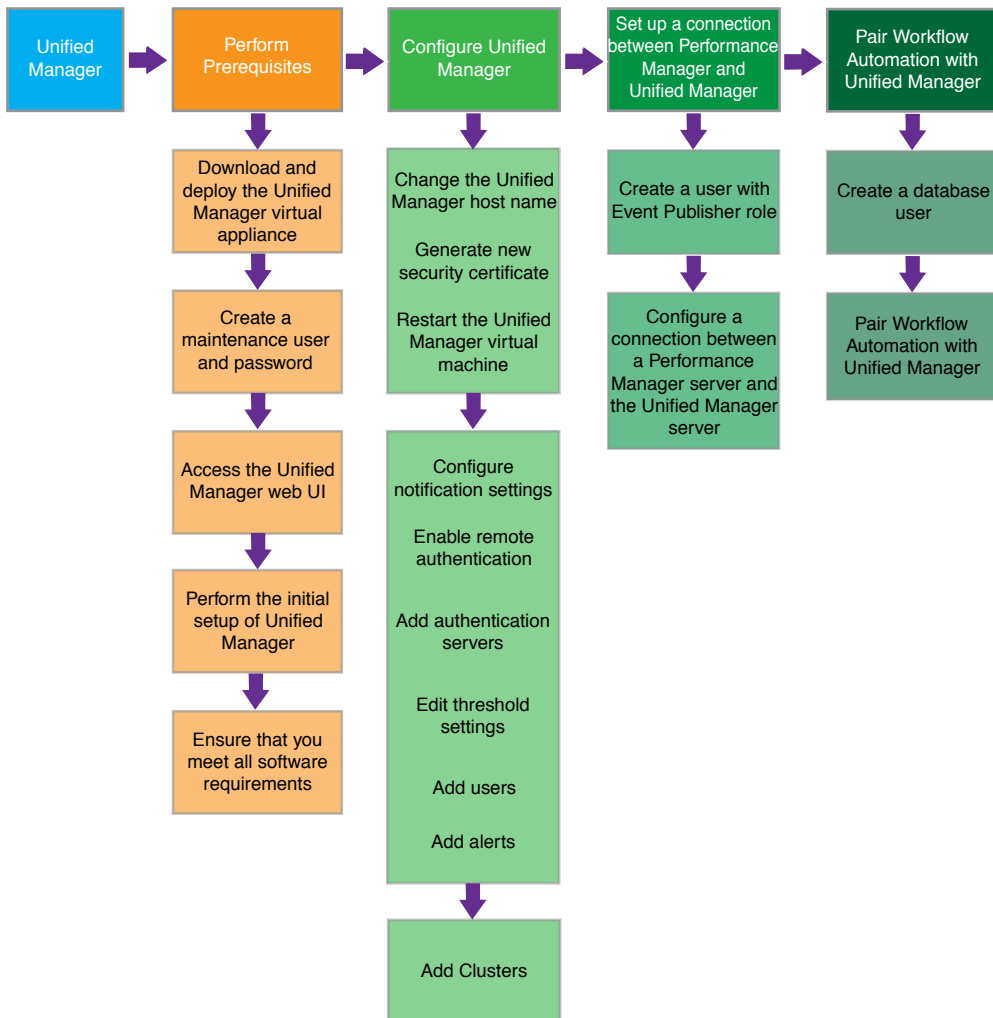 Unified
Manager
Perform
Prerequisites
Configure Unified
Manager
Set up a connection
between Performance
Manager and
Unified Manager
Pair Workflow
Automation with
Unified Manager
Download and
deploy the Unified
Manager virtual
appliance
Create a
maintenance user
and password
Access the Unified
Manager web UI
Perform the initial
setup of Unified
Manager
Ensure that you
meet all software
requirements
Change the Unified
Manager host name
Generate new
security certificate
Restart the Unified
Manager virtual
machine
Configure
notification settings
Enable remote
authentication
Add authentication
servers
Edit threshold
settings
Add users
Add alerts
Add Clusters
Create a user with
Event Publisher role
Configure a
connection between
a Performance
Manager server and
the Unified Manager
server
Create a database
user
Pair Workflow
Automation with
Unified Manager